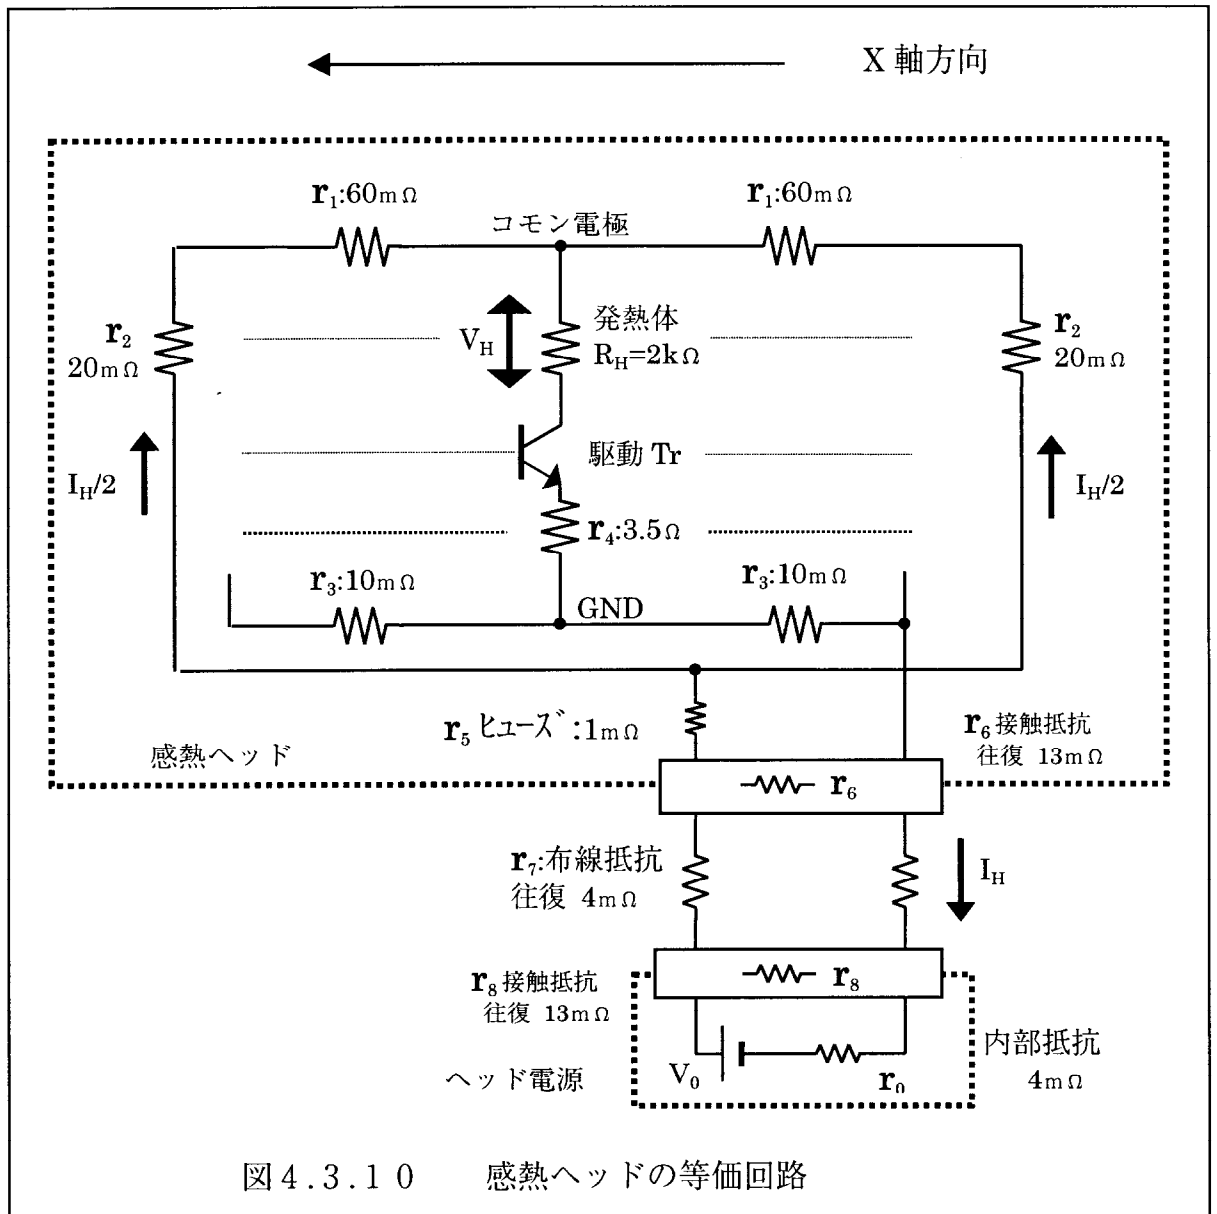 X 軸方向
r₁:60mΩ
r₁:60mΩ
コモン電極
r₂
20mΩ
V_H
発熱体
R_H=2kΩ
r₂
20mΩ
駆動 Tr
I_H/2
I_H/2
r₄:3.5Ω
r₃:10mΩ
r₃:10mΩ
GND
r₅ ヒューズ:1mΩ
r₆ 接触抵抗
往復 13mΩ
感熱ヘッド
r₆
r₇:布線抵抗
往復 4mΩ
I_H
r₈ 接触抵抗
往復 13mΩ
r₈
内部抵抗
4mΩ
ヘッド電源
V₀
r₀
図4.3.10 感熱ヘッドの等価回路